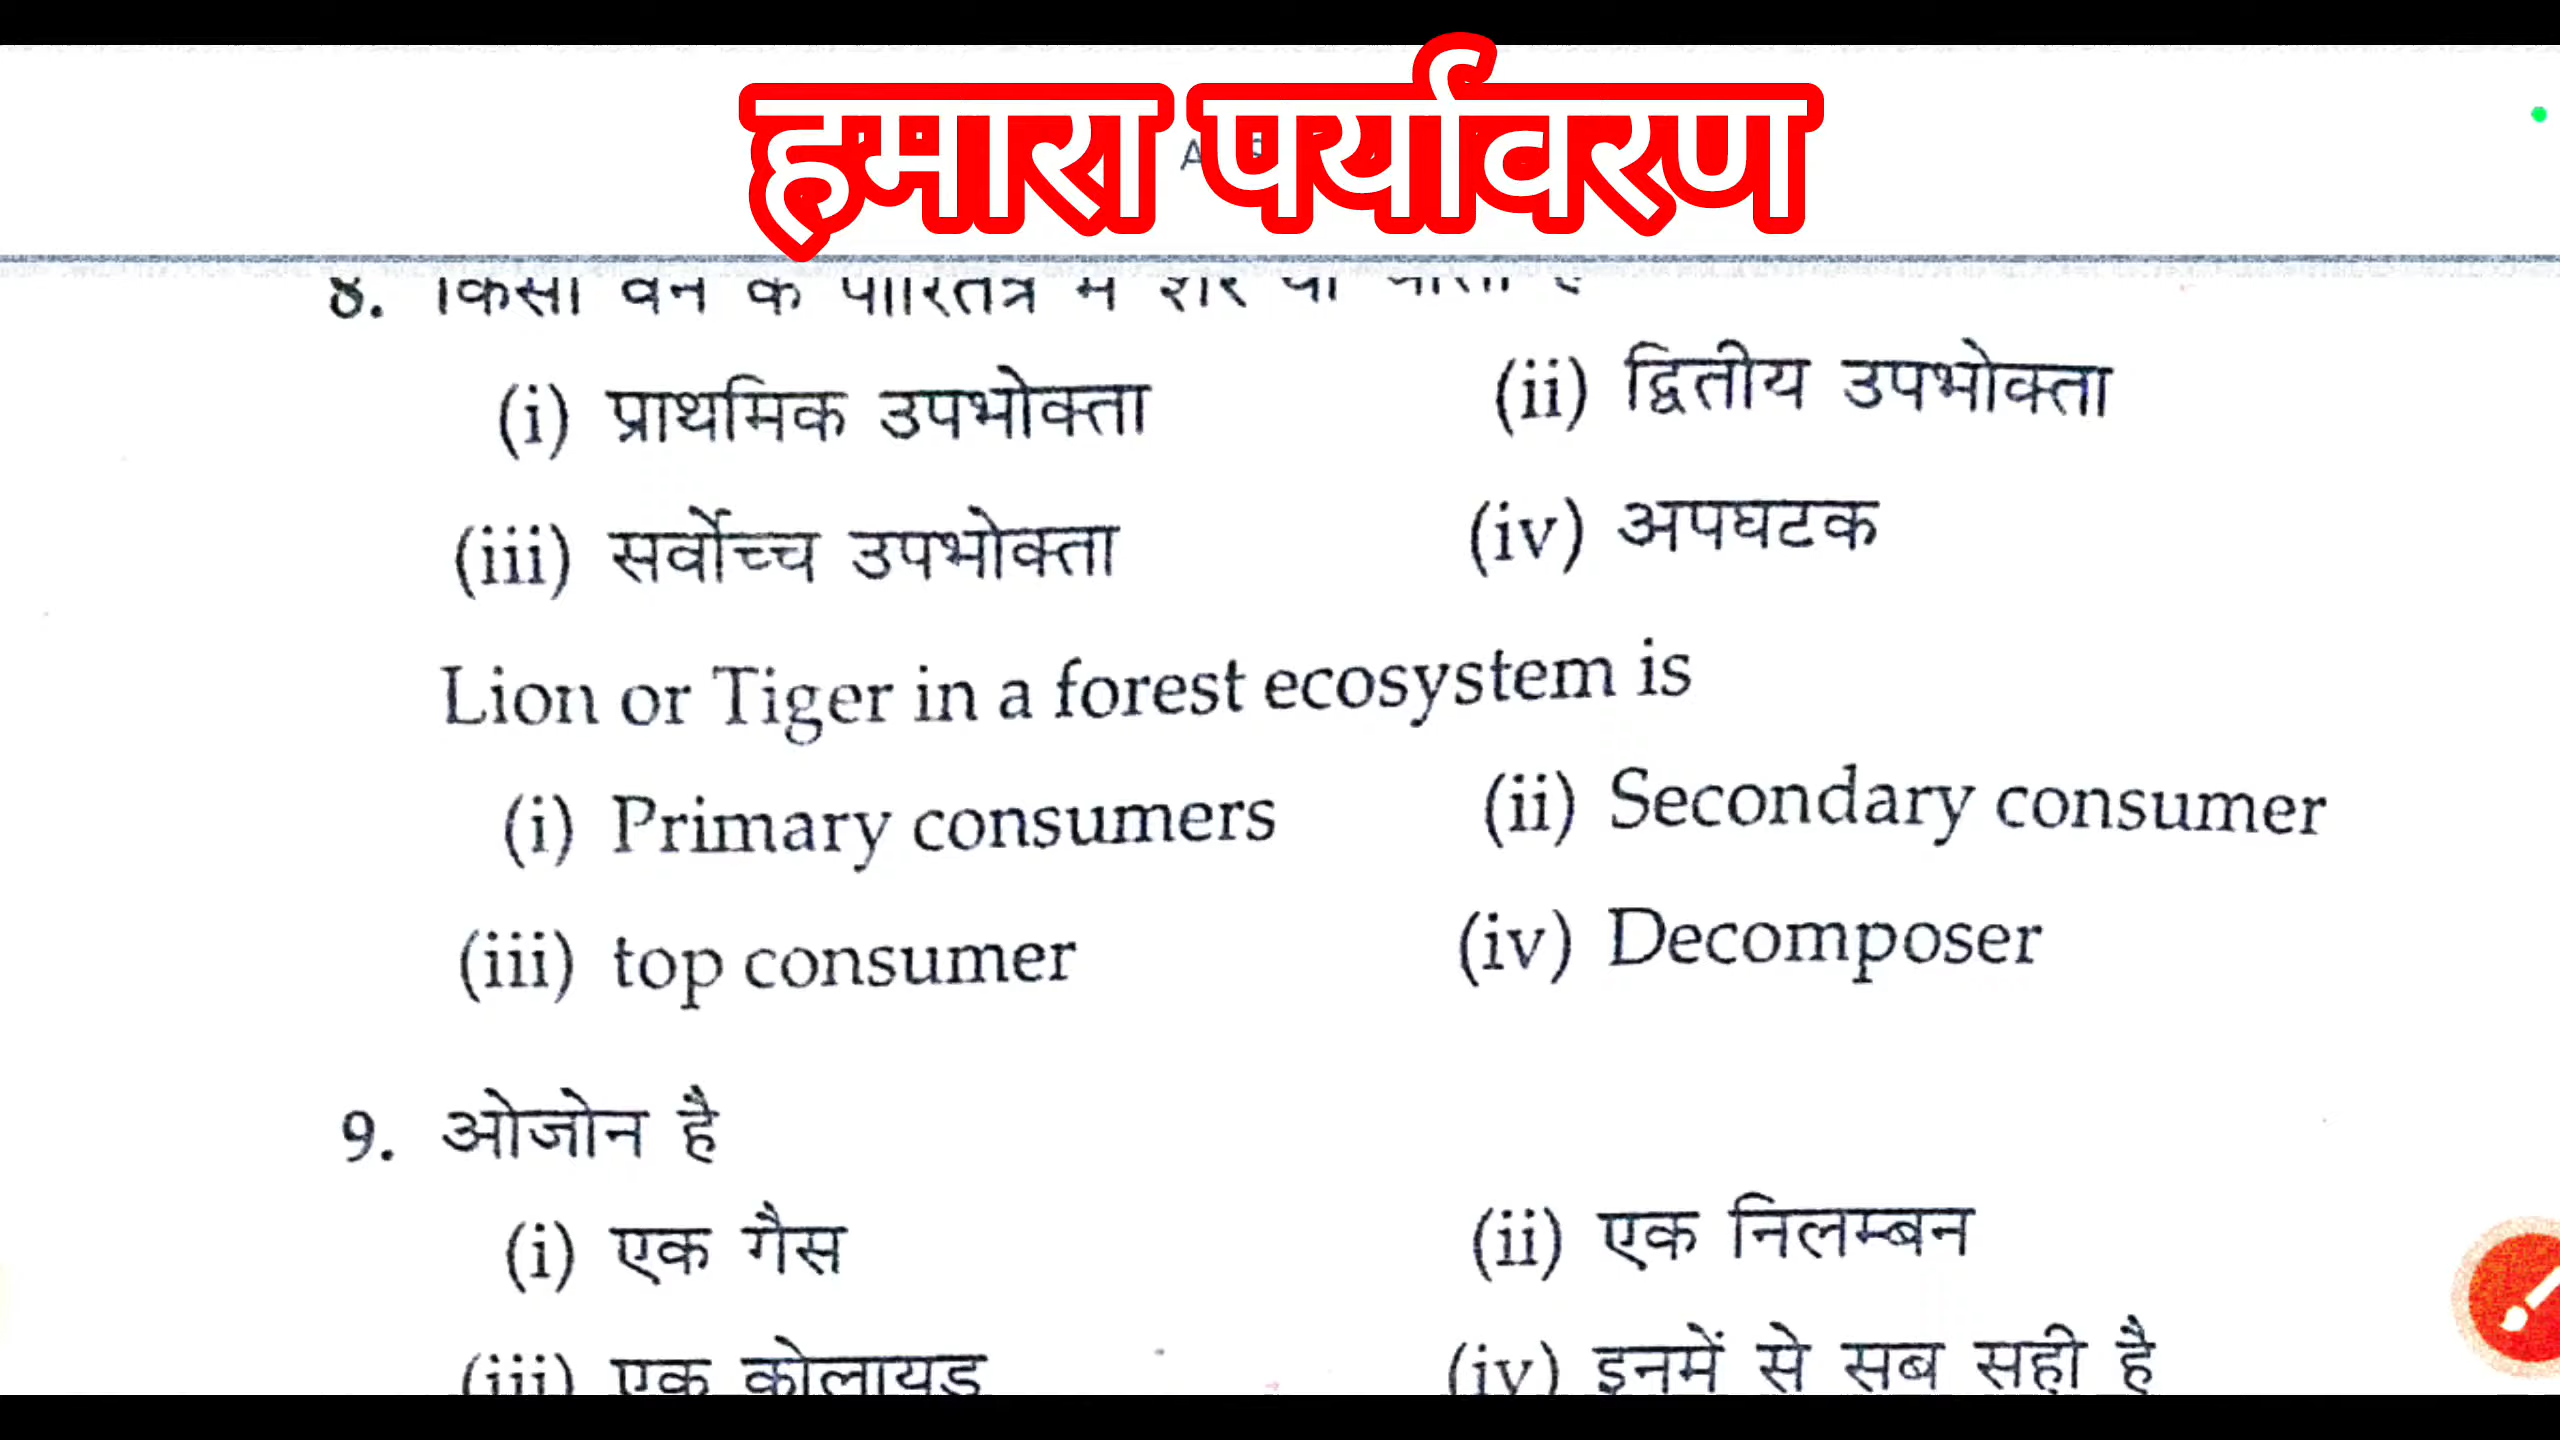 हमारा पर्यावरण
8. किसी वन के पारितंत्र में शेर या
(i) प्राथमिक उपभोक्ता (ii) द्वितीय उपभोक्ता
(iii) सर्वोच्च उपभोक्ता (iv) अपघटक
Lion or Tiger in a forest ecosystem is
(i) Primary consumers (ii) Secondary consumer
(iii) top consumer (iv) Decomposer
9. ओजोन है
(i) एक गैस (ii) एक निलम्बन
(iii) एक कोलायड (iv) इनमें से सब सही है